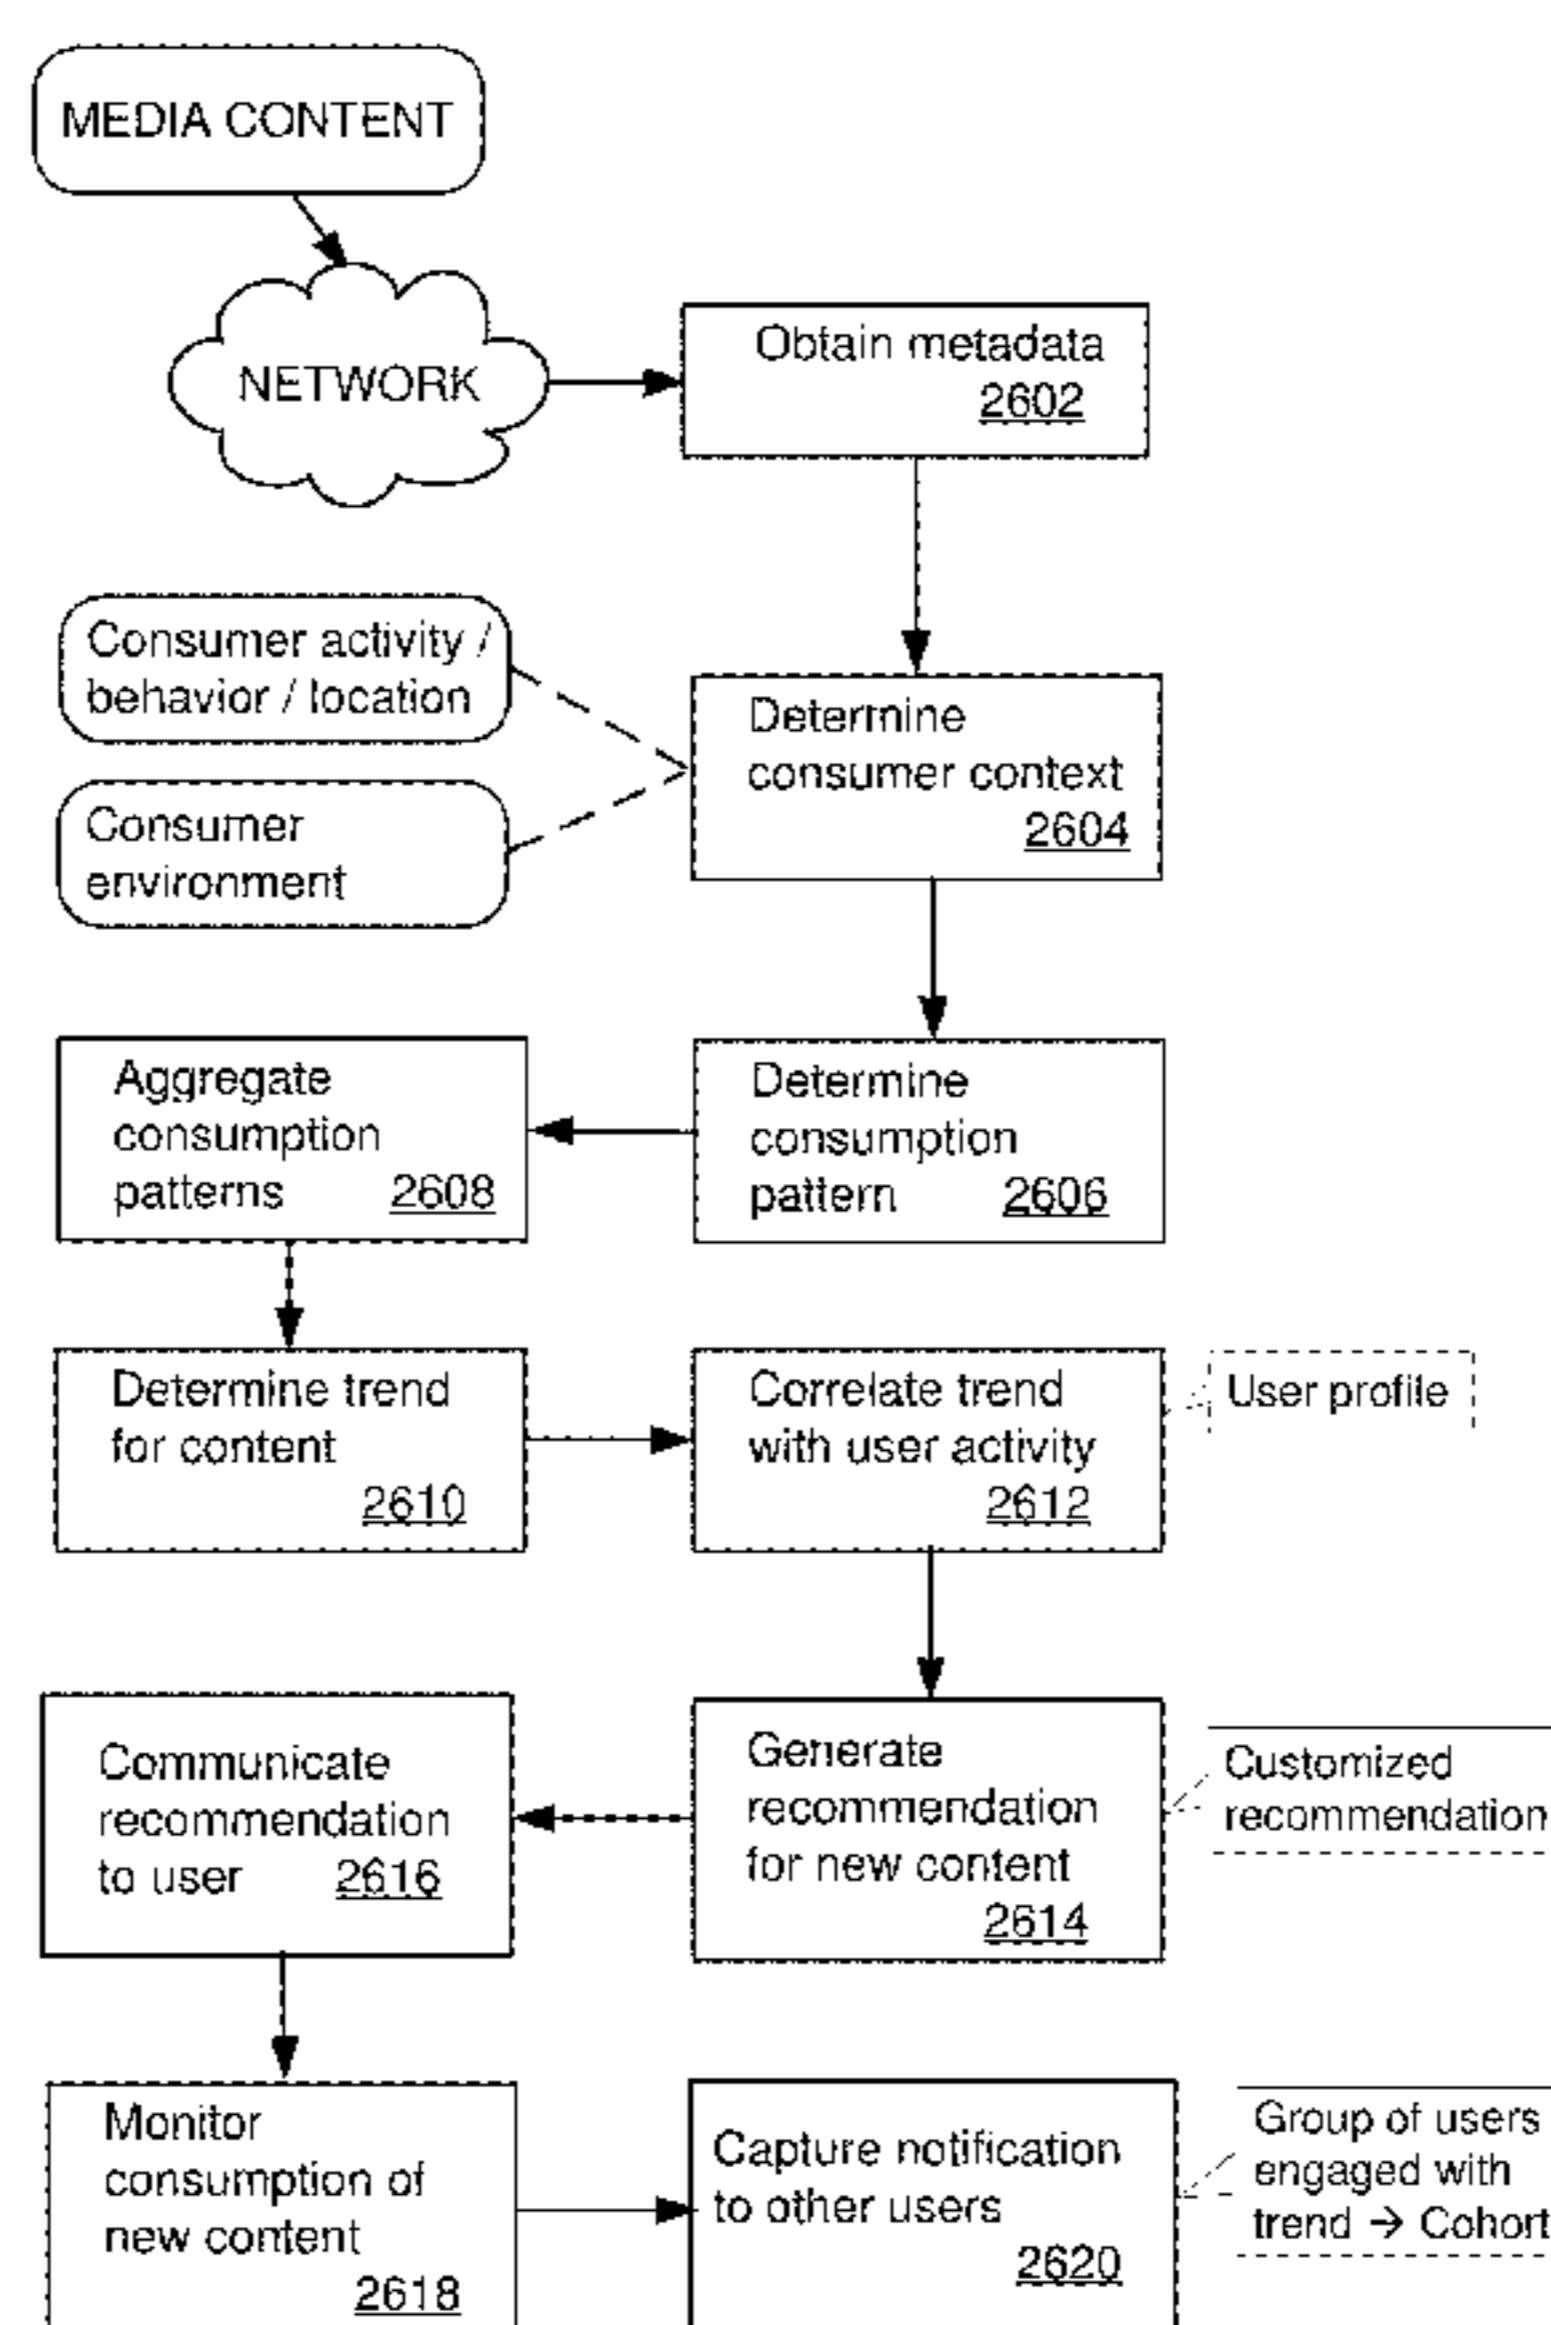 MEDIA CONTENT
NETWORK
Obtain metadata
2602
Consumer activity /
behavior / location
Consumer
environment
Determine
consumer context
2604
Determine
consumption
pattern 2606
Aggregate
consumption
patterns 2608
Determine trend
for content
2610
Correlate trend
with user activity
2612
User profile
Generate
recommendation
for new content
2614
Customized
recommendation
Communicate
recommendation
to user 2616
Monitor
consumption of
new content
2618
Capture notification
to other users
2620
Group of users
engaged with
trend → Cohort